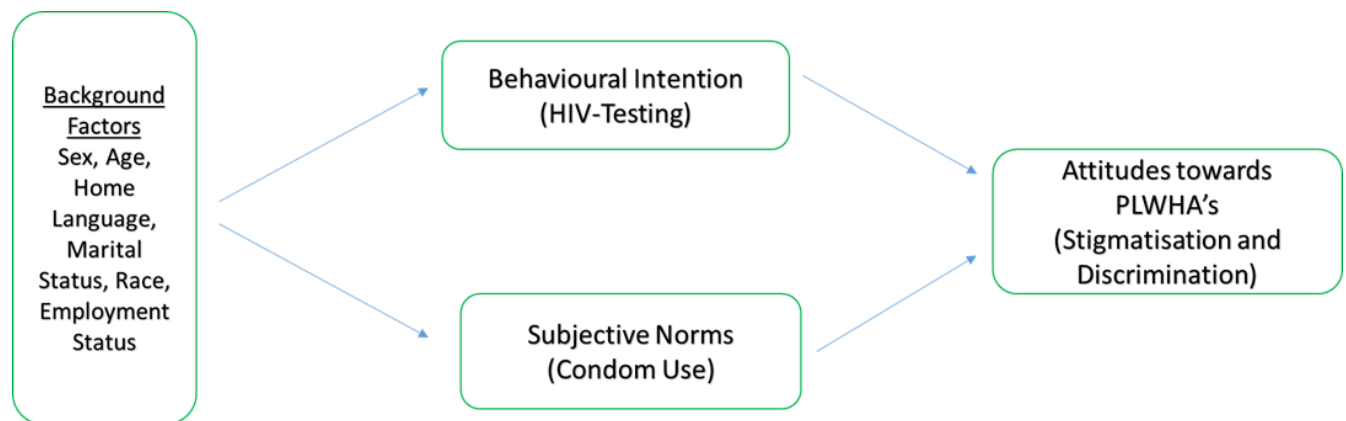 Background
Factors
Sex, Age,
Home
Language,
Marital
Status, Race,
Employment
Status
Behavioural Intention
(HIV-Testing)
Subjective Norms
(Condom Use)
Attitudes towards
PLWHA’s
(Stigmatisation and
Discrimination)